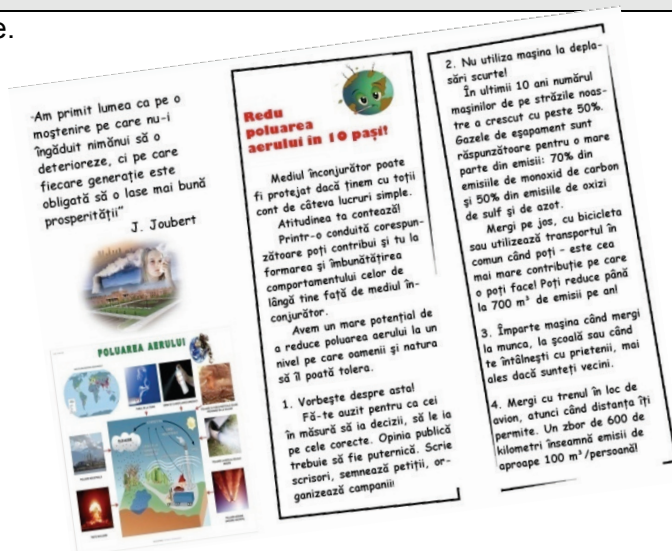 e.
"Am primit lumea ca pe o
moștenire pe care nu-i
îngăduit nimănui să o
deterioreze, ci pe care
fiecare generație este
obligată să o lase mai bună
prosperității"
J. Joubert
POLUAREA AERULUI
Redu
poluarea
aerului în 10 pași!
Mediul înconjurător poate
fi protejat dacă ținem cu toții
cont de câteva lucruri simple.
Atitudinea ta contează!
Printr-o conduită corespun-
zătoare poți contribui și tu la
formarea și îmbunătățirea
comportamentului celor de
lângă tine față de mediul în-
conjurător.
Avem un mare potențial de
a reduce poluarea aerului la un
nivel pe care oamenii și natura
să îl poată tolera.
1. Vorbește despre asta!
Fă-te auzit pentru ca cei
în măsură să ia decizii, să le ia
pe cele corecte. Opinia publică
trebuie să fie puternică. Scrie
scrisori, semnează petiții, or-
ganizează campanii!
2. Nu utiliza mașina la depla-
sări scurte!
În ultimii 10 ani numărul
mașinilor de pe străzile noas-
tre a crescut cu peste 50%.
Gazele de eșapament sunt
răspunzătoare pentru o mare
parte din emisii: 70% din
emisiile de monoxid de carbon
și 50% din emisiile de oxizi
de sulf și de azot.
Mergi pe jos, cu bicicleta
sau utilizează transportul în
comun când poți - este cea
mai mare contribuție pe care
o poți face! Poți reduce până
la 700 m³ de emisii pe an!
3. Împarte mașina când mergi
la munca, la școală sau când
te întâlnești cu prietenii, mai
ales dacă sunteți vecini.
4. Mergi cu trenul în loc de
avion, atunci când distanța îți
permite. Un zbor de 600 de
kilometri înseamnă emisii de
aproape 100 m³/persoană!